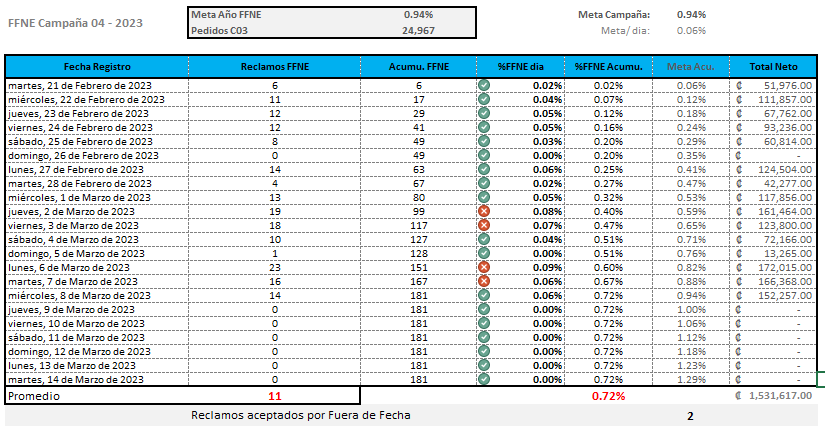 FFNE Campaña 04 - 2023
Meta Año FFNE 0.94%
Pedidos C03 24,967
Meta Campaña: 0.94%
Meta/ dia: 0.06%
Fecha Registro Reclamos FFNE Acumu. FFNE %FFNE dia %FFNE Acumu. Meta Acu. Total Neto
martes, 21 de Febrero de 2023 6 6 0.02% 0.02% 0.06% ₡ 51,976.00
miércoles, 22 de Febrero de 2023 11 17 0.04% 0.07% 0.12% ₡ 111,857.00
jueves, 23 de Febrero de 2023 12 29 0.05% 0.12% 0.18% ₡ 67,762.00
viernes, 24 de Febrero de 2023 12 41 0.05% 0.16% 0.24% ₡ 93,236.00
sábado, 25 de Febrero de 2023 8 49 0.03% 0.20% 0.29% ₡ 60,814.00
domingo, 26 de Febrero de 2023 0 49 0.00% 0.20% 0.35% ₡ -
lunes, 27 de Febrero de 2023 14 63 0.06% 0.25% 0.41% ₡ 124,504.00
martes, 28 de Febrero de 2023 4 67 0.02% 0.27% 0.47% ₡ 42,277.00
miércoles, 1 de Marzo de 2023 13 80 0.05% 0.32% 0.53% ₡ 117,856.00
jueves, 2 de Marzo de 2023 19 99 0.08% 0.40% 0.59% ₡ 161,464.00
viernes, 3 de Marzo de 2023 18 117 0.07% 0.47% 0.65% ₡ 123,800.00
sábado, 4 de Marzo de 2023 10 127 0.04% 0.51% 0.71% ₡ 72,166.00
domingo, 5 de Marzo de 2023 1 128 0.00% 0.51% 0.76% ₡ 13,265.00
lunes, 6 de Marzo de 2023 23 151 0.09% 0.60% 0.82% ₡ 172,015.00
martes, 7 de Marzo de 2023 16 167 0.06% 0.67% 0.88% ₡ 166,368.00
miércoles, 8 de Marzo de 2023 14 181 0.06% 0.72% 0.94% ₡ 152,257.00
jueves, 9 de Marzo de 2023 0 181 0.00% 0.72% 1.00% ₡ -
viernes, 10 de Marzo de 2023 0 181 0.00% 0.72% 1.06% ₡ -
sábado, 11 de Marzo de 2023 0 181 0.00% 0.72% 1.12% ₡ -
domingo, 12 de Marzo de 2023 0 181 0.00% 0.72% 1.18% ₡ -
lunes, 13 de Marzo de 2023 0 181 0.00% 0.72% 1.23% ₡ -
martes, 14 de Marzo de 2023 0 181 0.00% 0.72% 1.29% ₡ -
Promedio 11 0.72% ₡ 1,531,617.00
Reclamos aceptados por Fuera de Fecha 2